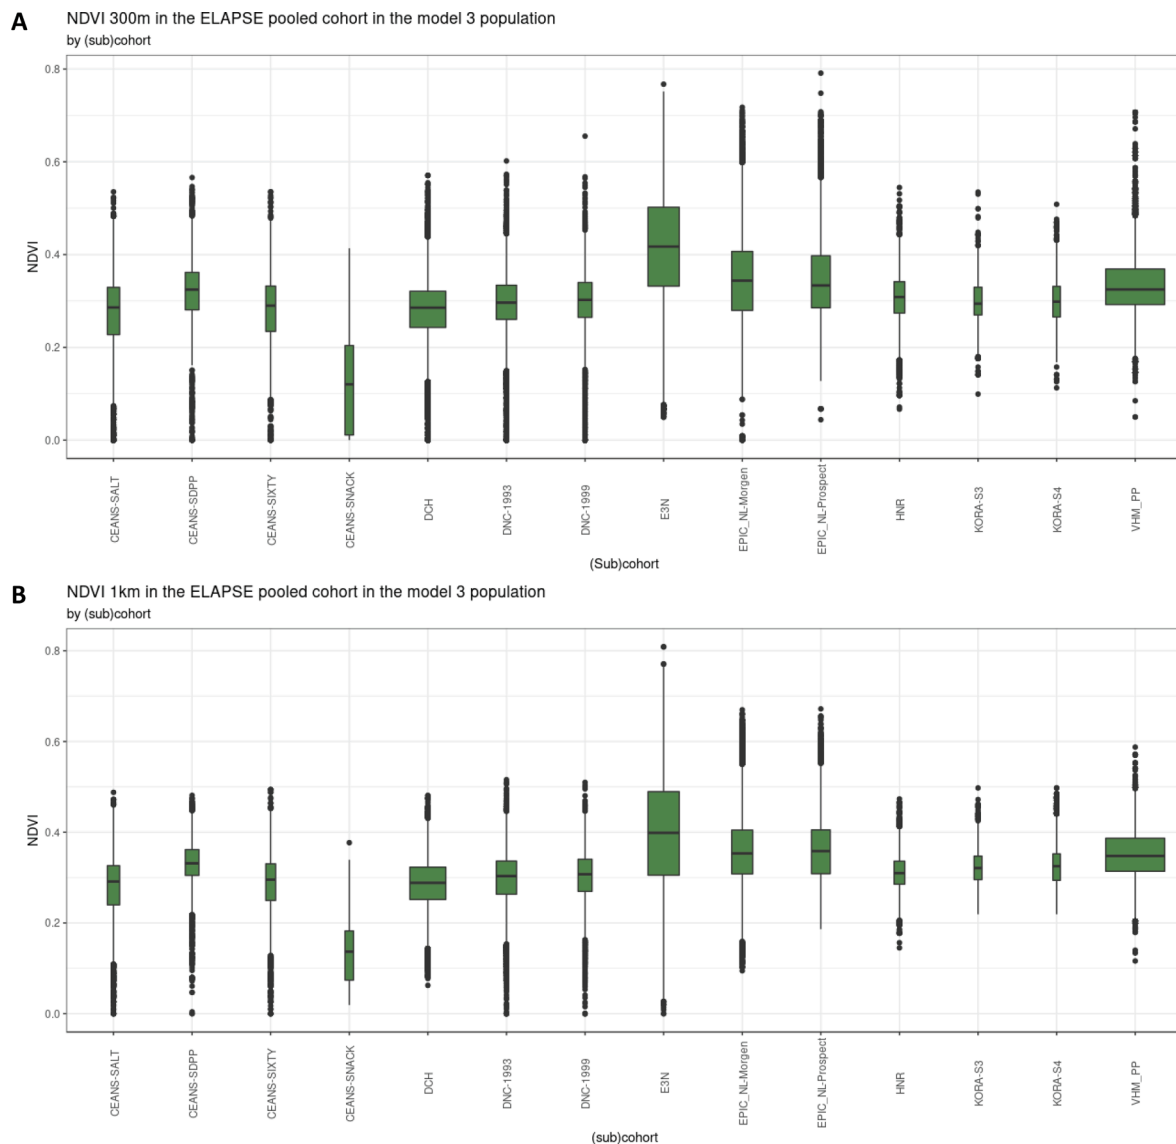 A
NDVI 300m in the ELAPSE pooled cohort in the model 3 population
by (sub)cohort
NDVI
0.8
0.6
0.4
0.2
0.0
CEANS-SALT
CEANS-SDPP
CEANS-SIXTY
CEANS-SNACK
DCH
DNC-1993
DNC-1999
E3N
EPIC_NL-Morgen
EPIC_NL-Prospect
HNR
KORA-S3
KORA-S4
VHM_PP
(Sub)cohort
B
NDVI 1km in the ELAPSE pooled cohort in the model 3 population
by (sub)cohort
NDVI
0.8
0.6
0.4
0.2
0.0
CEANS-SALT
CEANS-SDPP
CEANS-SIXTY
CEANS-SNACK
DCH
DNC-1993
DNC-1999
E3N
EPIC_NL-Morgen
EPIC_NL-Prospect
HNR
KORA-S3
KORA-S4
VHM_PP
(sub)cohort